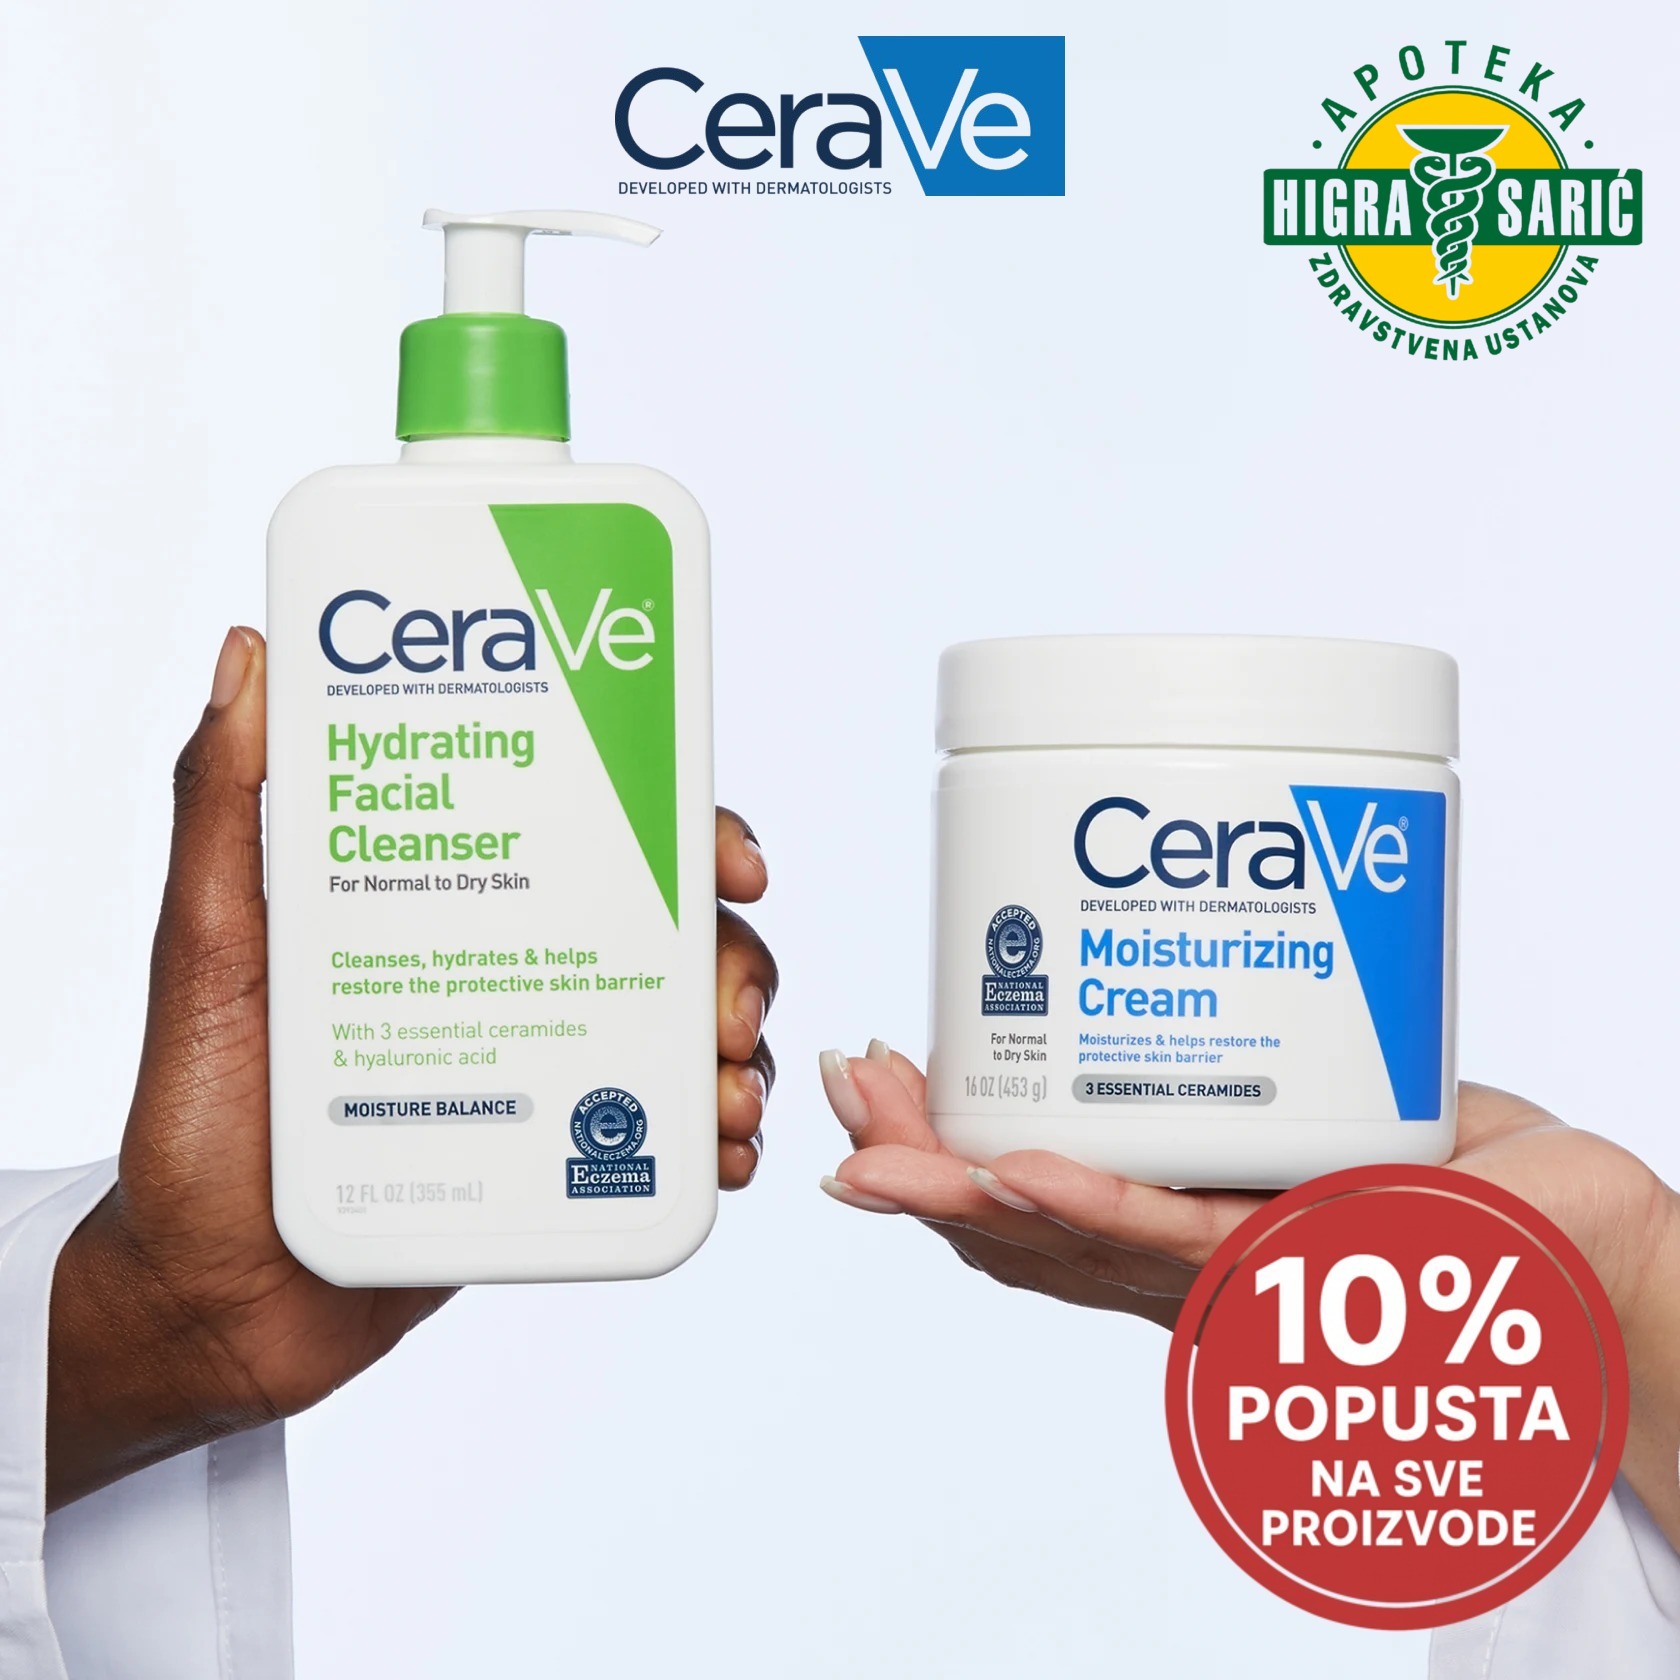 CeraVe
DEVELOPED WITH DERMATOLOGISTS
APOTEKA
HIGRA SARIĆ
ZDRAVSTVENA USTANOVA
CeraVe®
DEVELOPED WITH DERMATOLOGISTS
Hydrating
Facial
Cleanser
For Normal to Dry Skin
Cleanses, hydrates & helps
restore the protective skin barrier
With 3 essential ceramides
& hyaluronic acid
MOISTURE BALANCE
ACCEPTED
NATIONALECZEMA.ORG
NATIONAL
Eczema
ASSOCIATION
12 FL OZ (355 mL)
CeraVe®
DEVELOPED WITH DERMATOLOGISTS
Moisturizing
Cream
Moisturizes & helps restore the
protective skin barrier
3 ESSENTIAL CERAMIDES
ACCEPTED
NATIONALECZEMA.ORG
NATIONAL
Eczema
ASSOCIATION
For Normal
to Dry Skin
16 OZ (453 g)
10%
POPUSTA
NA SVE
PROIZVODE